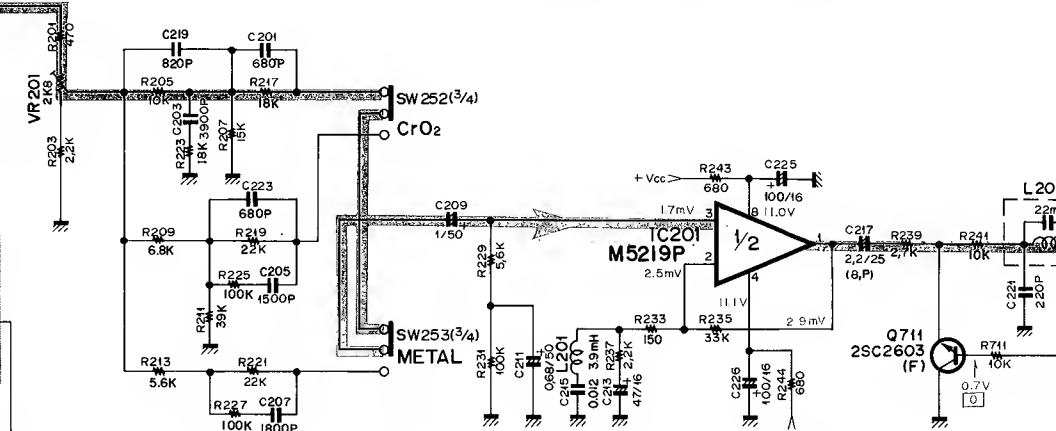 R201
470
VR201
2K8
R203
2,2K
C219
820P
C201
680P
R205
10K
R217
18K
C203
3900P
R223
18K
R207
15K
SW252(3/4)
CrO2
C223
680P
R209
6.8K
R219
22K
R225
100K
C205
1500P
R211
39K
R213
5.6K
R221
22K
R227
100K
C207
1800P
SW253(3/4)
METAL
C209
1/50
+
R229
5,6K
R231
100K
C211
0,68/50
+
L201
3.9mH
C215
0.012
R237
2,2K
C213
47/16
+
R233
150
R235
33K
1.7mV
3
2.5mV
2
IC201
M5219P
1/2
+Vcc
R243
680
C225
+
100/16
8
11.0V
4
11.1V
1
2.9mV
C226
100/16
+
R244
680
C217
2,2/25
(8,P)
R239
2,7K
R241
10K
L20
22m
C221
220P
Q711
2SC2603
(F)
R711
10K
0.7V
0